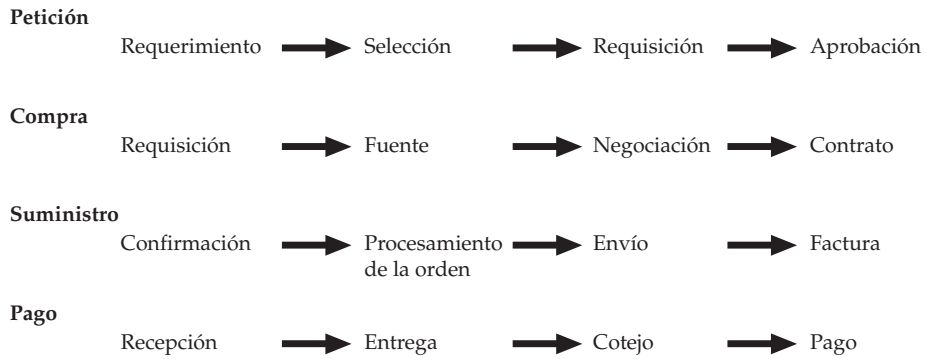 Petición
Requerimiento Selección Requisición Aprobación
Compra
Requisición Fuente Negociación Contrato
Suministro
Confirmación Procesamiento Envío Factura
de la orden
Pago
Recepción Entrega Cotejo Pago